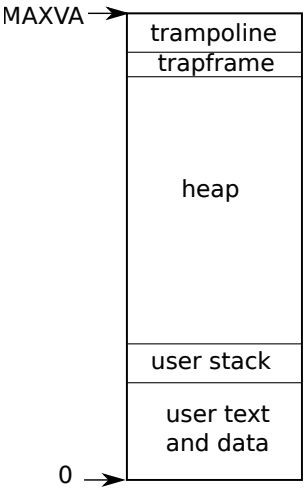 MAXVA
trampoline
trapframe
heap
user stack
user text
and data
0